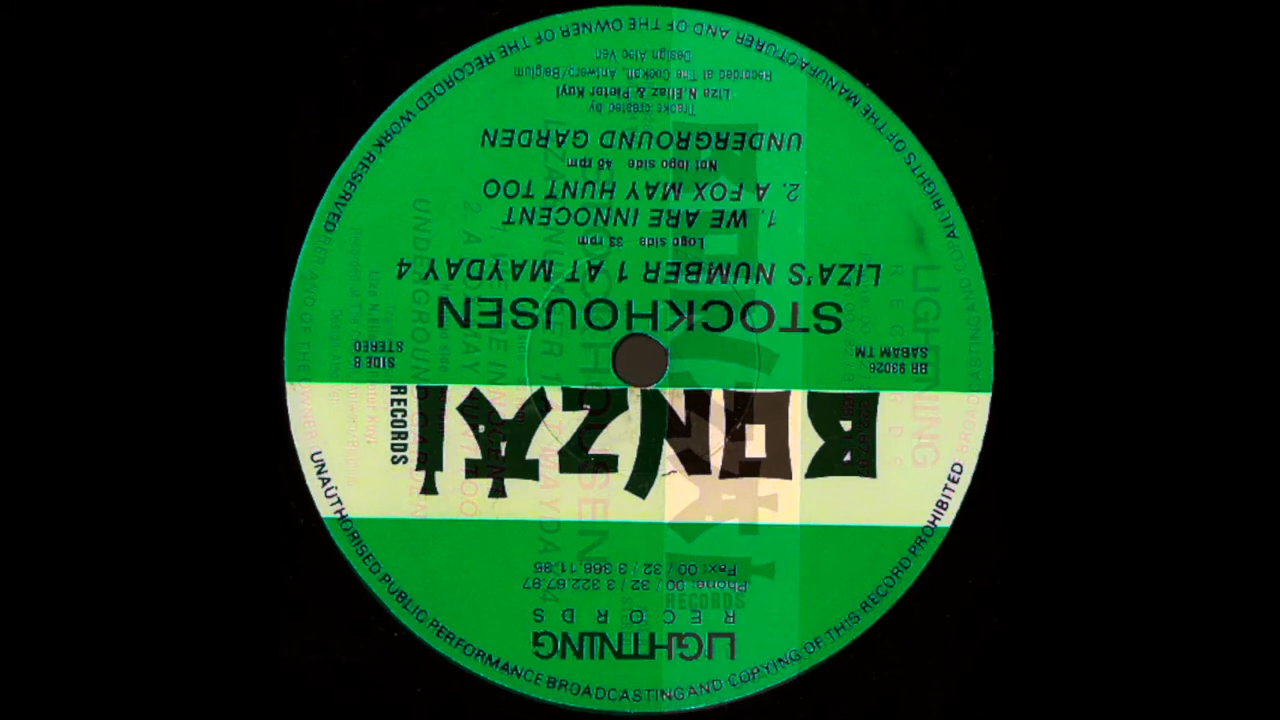 LIGHTNING
RECORDS
Phone: 00 / 32 / 3 322.67.97
Fax: 00 / 32 / 3 366.11.85
BONZAI
RECORDS
BR 93026
SABAM TM
SIDE B
STEREO
STOCKHOUSEN
LIZA'S NUMBER 1 AT MAYDAY 4
Logo side 33 rpm
1. WE ARE INNOCENT
2. A FOX MAY HUNT TOO
Not logo side 45 rpm
UNDERGROUND GARDEN
Tracks created by
Liza N.Eliaz & Pieter Kuyl
Recorded at The Cocktail, Antwerp/Belgium
Design Aloc Ven
ALL RIGHTS OF THE MANUFACTURER AND OF THE OWNER OF THE RECORDED WORK RESERVED
UNAUTHORISED PUBLIC PERFORMANCE BROADCASTING AND COPYING OF THIS RECORD PROHIBITED